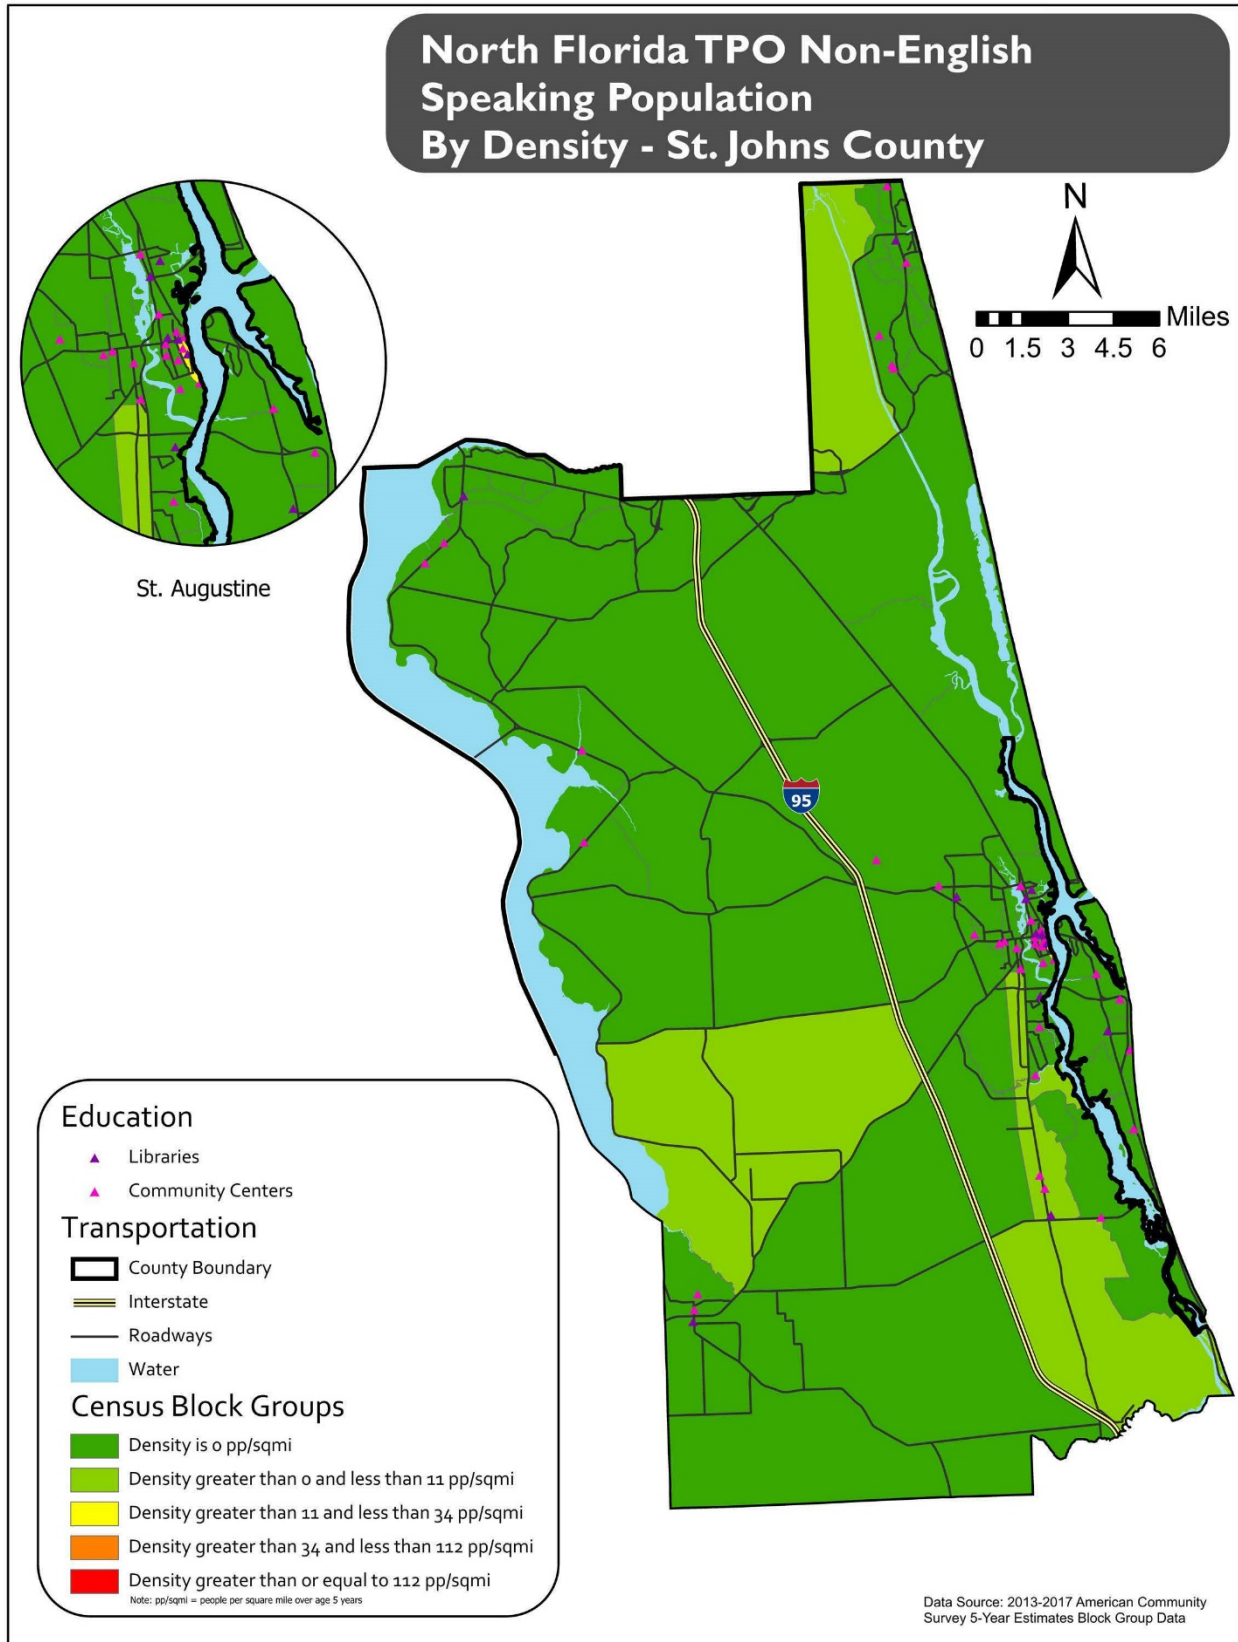 North Florida TPO Non-English
Speaking Population
By Density - St. Johns County
N
Miles
0 1.5 3 4.5 6
St. Augustine
95
Education
Libraries
Community Centers
Transportation
County Boundary
Interstate
Roadways
Water
Census Block Groups
Density is 0 pp/sqmi
Density greater than 0 and less than 11 pp/sqmi
Density greater than 11 and less than 34 pp/sqmi
Density greater than 34 and less than 112 pp/sqmi
Density greater than or equal to 112 pp/sqmi
Note: pp/sqmi = people per square mile over age 5 years
Data Source: 2013-2017 American Community
Survey 5-Year Estimates Block Group Data